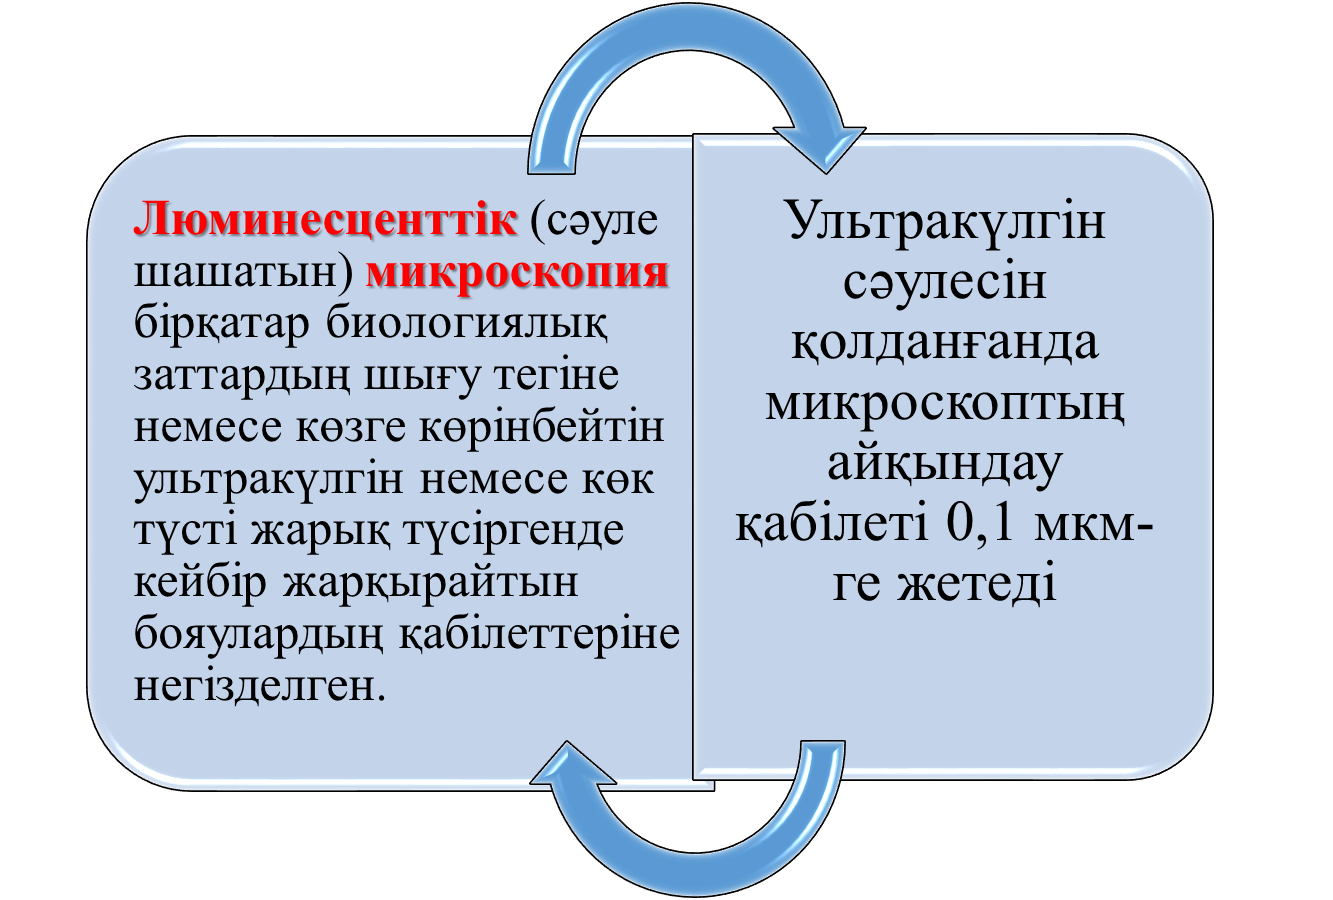 Люминесценттік (сәуле
шашатын) микроскопия
бірқатар биологиялық
заттардың шығу тегіне
немесе көзге көрінбейтін
ультракүлгін немесе көк
түсті жарық түсіргенде
кейбір жарқырайтын
бояулардың қабілеттеріне
негізделген.
Ультракүлгін
сәулесін
қолданғанда
микроскоптың
айқындау
қабілеті 0,1 мкм-
ге жетеді